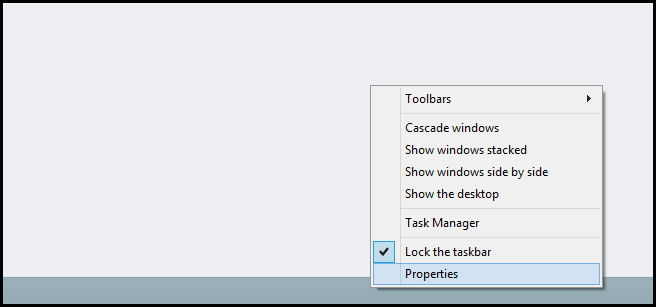 Toolbars
Cascade windows
Show windows stacked
Show windows side by side
Show the desktop
Task Manager
Lock the taskbar
Properties